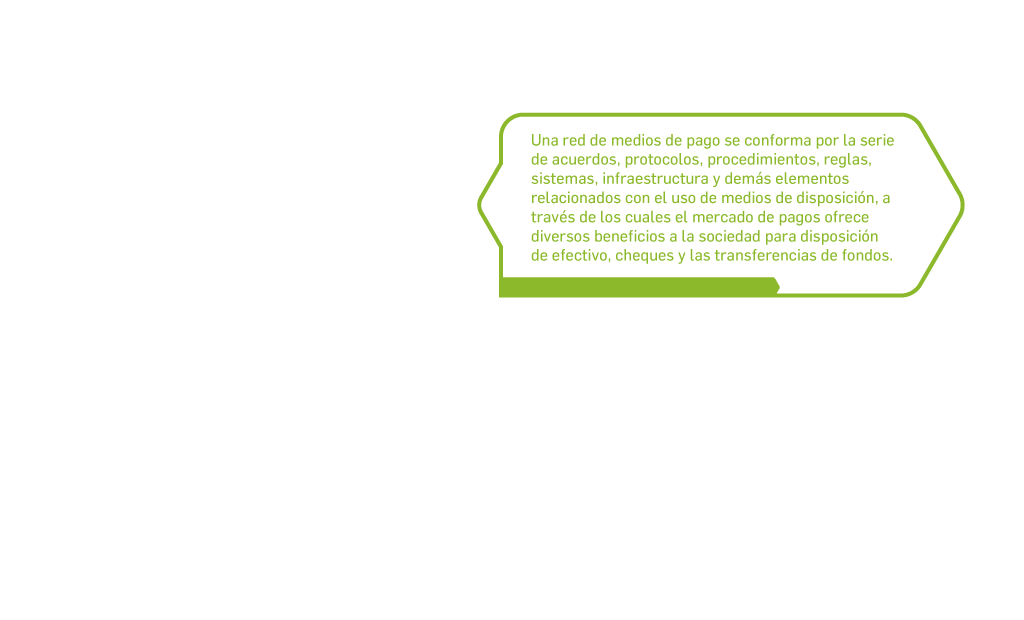 Una red de medios de pago se conforma por la serie
de acuerdos, protocolos, procedimientos, reglas,
sistemas, infraestructura y demás elementos
relacionados con el uso de medios de disposición, a
través de los cuales el mercado de pagos ofrece
diversos beneficios a la sociedad para disposición
de efectivo, cheques y las transferencias de fondos.